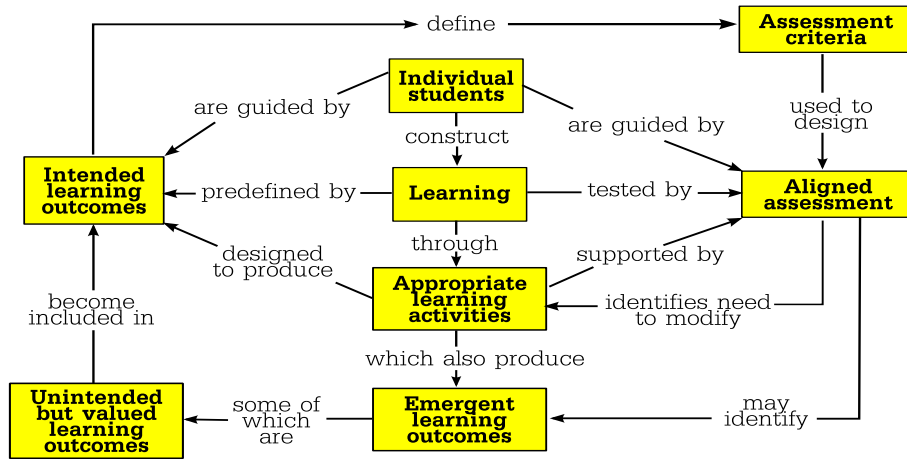 define
Assessment
criteria
Individual
students
are guided by
construct
are guided by
used to
design
Intended
learning
outcomes
predefined by
Learning
tested by
Aligned
assessment
designed
to produce
through
supported by
become
included in
Appropriate
learning
activities
identifies need
to modify
which also produce
Unintended
but valued
learning
outcomes
some of
which
are
Emergent
learning
outcomes
may
identify